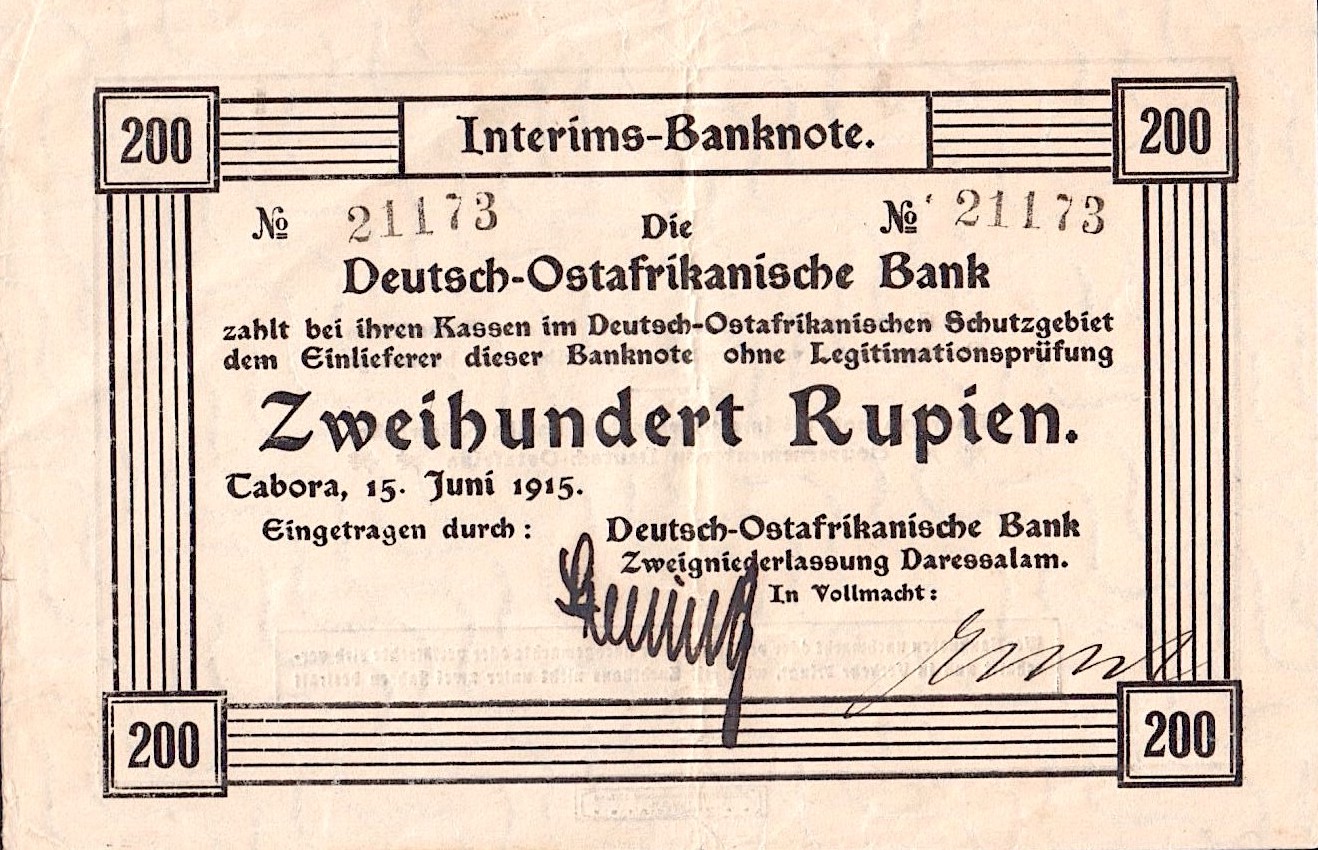 200 Interims-Banknote. 200
№ 21173 Die № 21173
Deutsch-Ostafrikanische Bank
zahlt bei ihren Kassen im Deutsch-Ostafrikanischen Schutzgebiet
dem Einlieferer dieser Banknote ohne Legitimationsprüfung
Zweihundert Rupien.
Tabora, 15. Juni 1915.
Eingetragen durch: Deutsch-Ostafrikanische Bank
Zweigniederlassung Daressalam.
In Vollmacht:
200 200